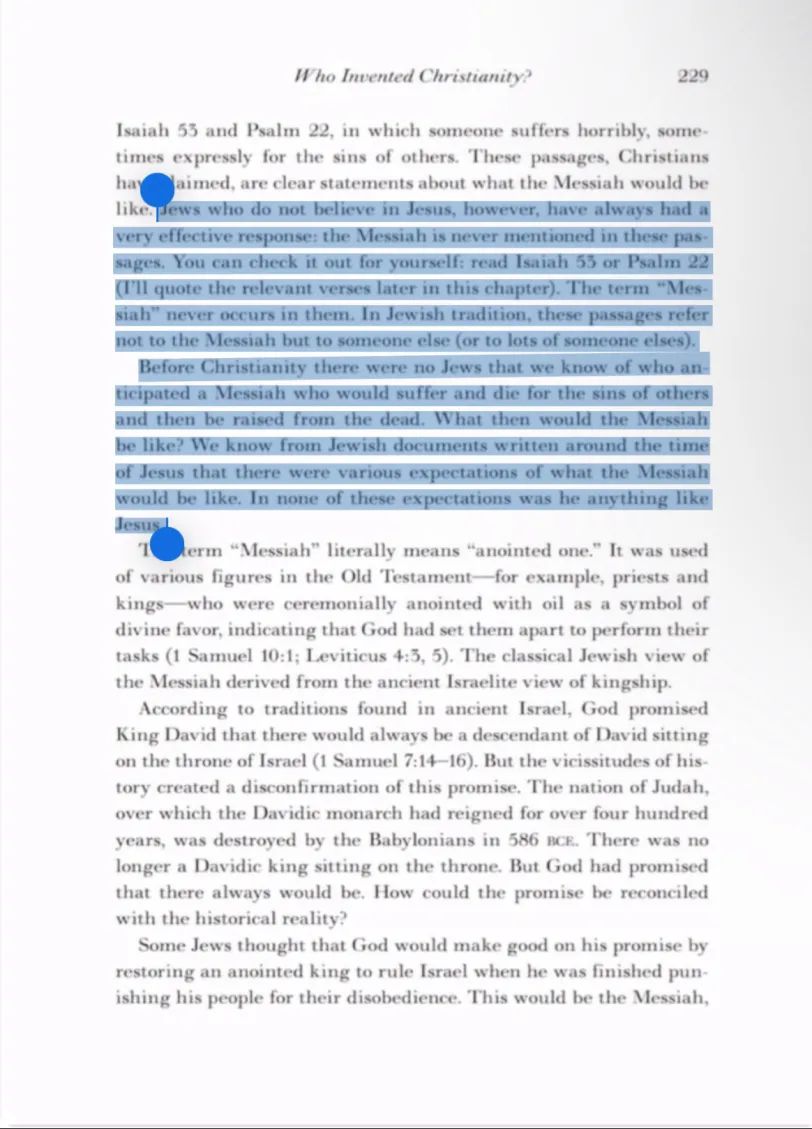 Who Invented Christianity? 229
Isaiah 53 and Psalm 22, in which someone suffers horribly, some-
times expressly for the sins of others. These passages, Christians
hav laimed, are clear statements about what the Messiah would be
like. Jews who do not believe in Jesus, however, have always had a
very effective response: the Messiah is never mentioned in these pas-
sages. You can check it out for yourself: read Isaiah 53 or Psalm 22
(I'll quote the relevant verses later in this chapter). The term “Mes-
siah” never occurs in them. In Jewish tradition, these passages refer
not to the Messiah but to someone else (or to lots of someone elses).
Before Christianity there were no Jews that we know of who an-
ticipated a Messiah who would suffer and die for the sins of others
and then be raised from the dead. What then would the Messiah
be like? We know from Jewish documents written around the time
of Jesus that there were various expectations of what the Messiah
would be like. In none of these expectations was he anything like
Jesus
T term “Messiah” literally means “anointed one.” It was used
of various figures in the Old Testament—for example, priests and
kings—who were ceremonially anointed with oil as a symbol of
divine favor, indicating that God had set them apart to perform their
tasks (1 Samuel 10:1; Leviticus 4:3, 5). The classical Jewish view of
the Messiah derived from the ancient Israelite view of kingship.
According to traditions found in ancient Israel, God promised
King David that there would always be a descendant of David sitting
on the throne of Israel (1 Samuel 7:14–16). But the vicissitudes of his-
tory created a disconfirmation of this promise. The nation of Judah,
over which the Davidic monarch had reigned for over four hundred
years, was destroyed by the Babylonians in 586 BCE. There was no
longer a Davidic king sitting on the throne. But God had promised
that there always would be. How could the promise be reconciled
with the historical reality?
Some Jews thought that God would make good on his promise by
restoring an anointed king to rule Israel when he was finished pun-
ishing his people for their disobedience. This would be the Messiah,